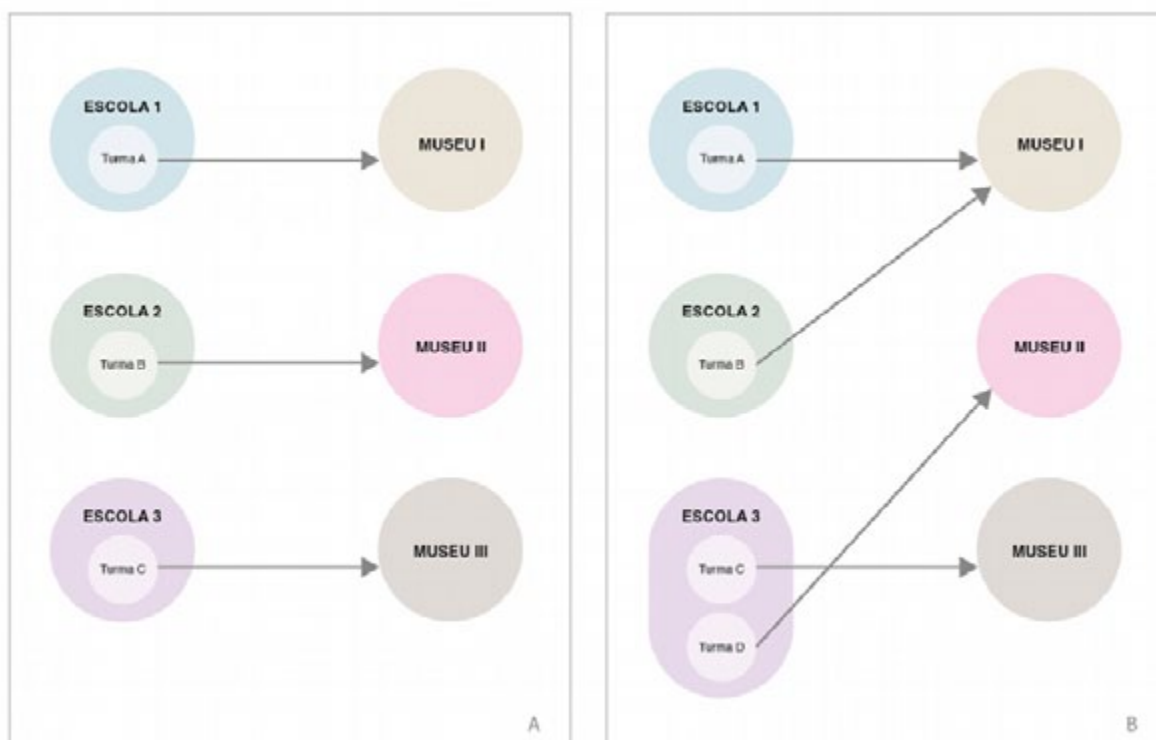 ESCOLA 1
Turma A
MUSEU I
ESCOLA 2
Turma B
MUSEU II
ESCOLA 3
Turma C
MUSEU III
A
ESCOLA 1
Turma A
MUSEU I
ESCOLA 2
Turma B
MUSEU II
ESCOLA 3
Turma C
MUSEU III
Turma D
B